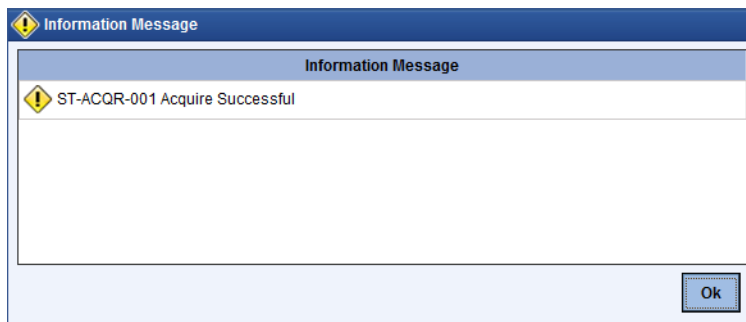 Information Message
Information Message
ST-ACQR-001 Acquire Successful
Ok